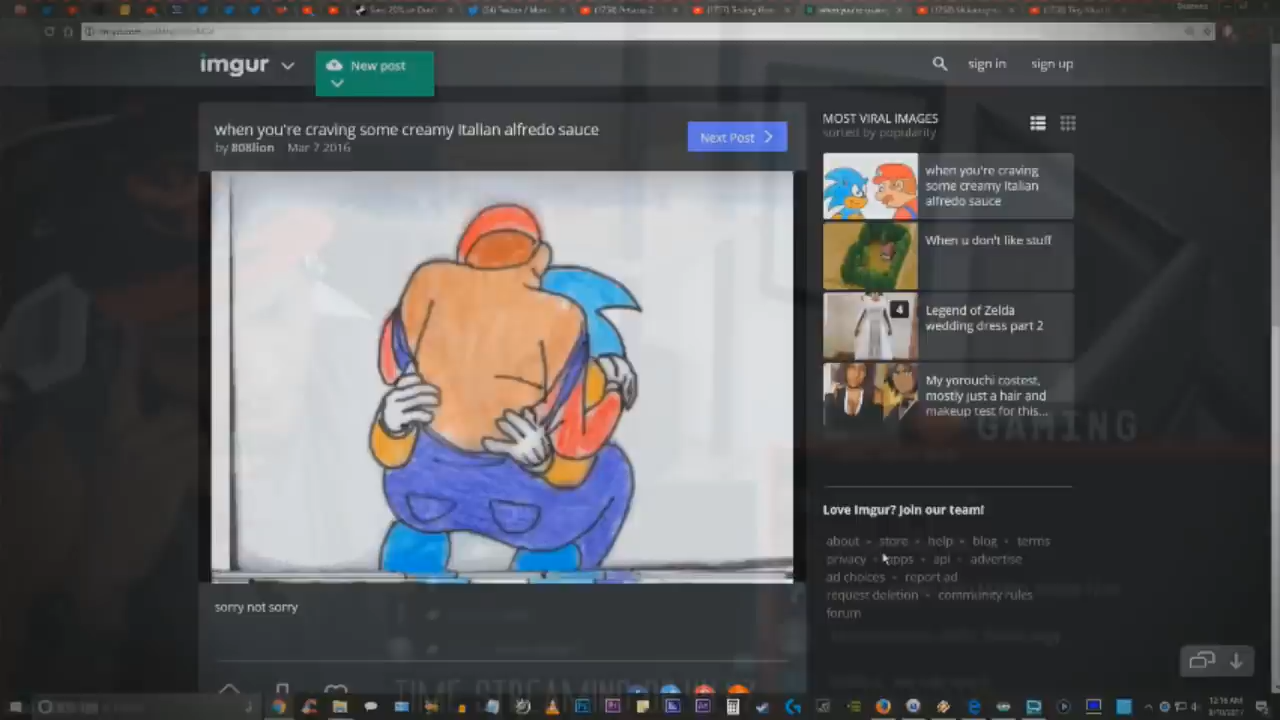 imgur
New post
sign in
sign up
when you're craving some creamy Italian alfredo sauce
by 808lion Mar 7 2016
Next Post
MOST VIRAL IMAGES
sorted by popularity
when you're craving
some creamy Italian
alfredo sauce
When u don't like stuff
4
Legend of Zelda
wedding dress part 2
My yorouchi costest,
mostly just a hair and
makeup test for this...
GAMING
Love Imgur? Join our team!
about - store - help - blog - terms
privacy - apps - api - advertise
ad choices - report ad
request deletion - community rules
forum
sorry not sorry
TIME STREAMING